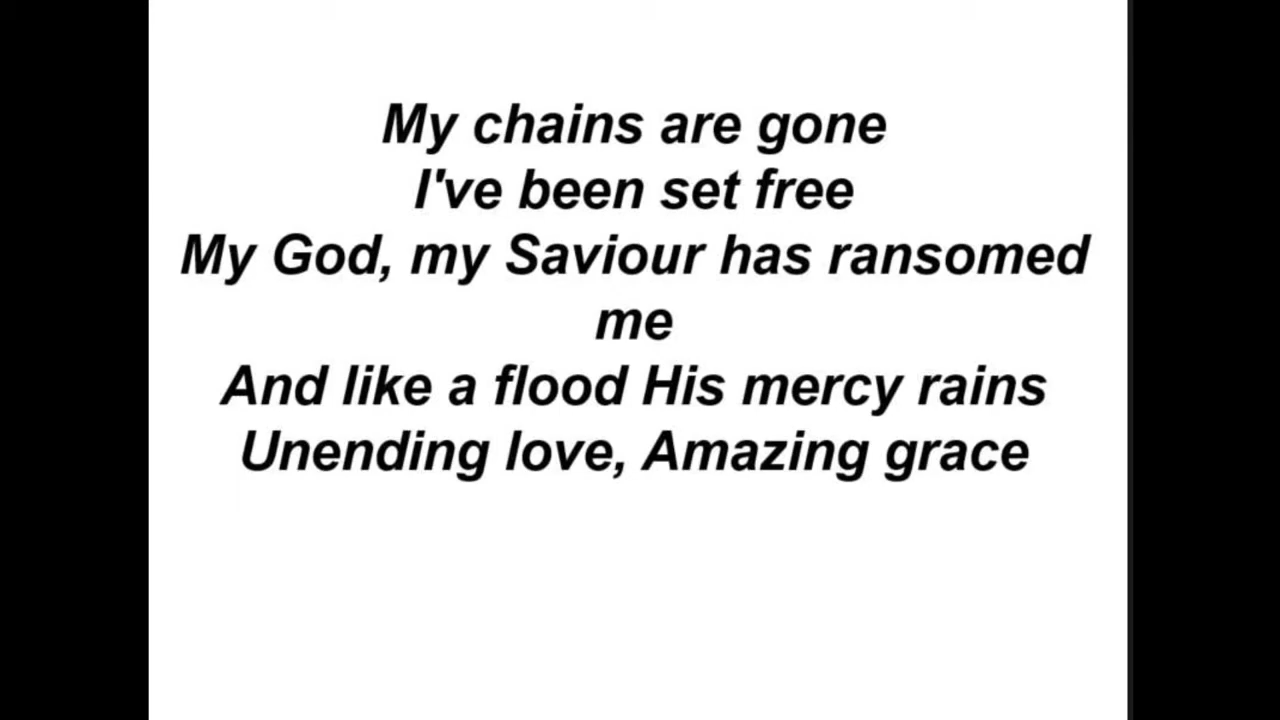 My chains are gone
I've been set free
My God, my Saviour has ransomed
me
And like a flood His mercy rains
Unending love, Amazing grace